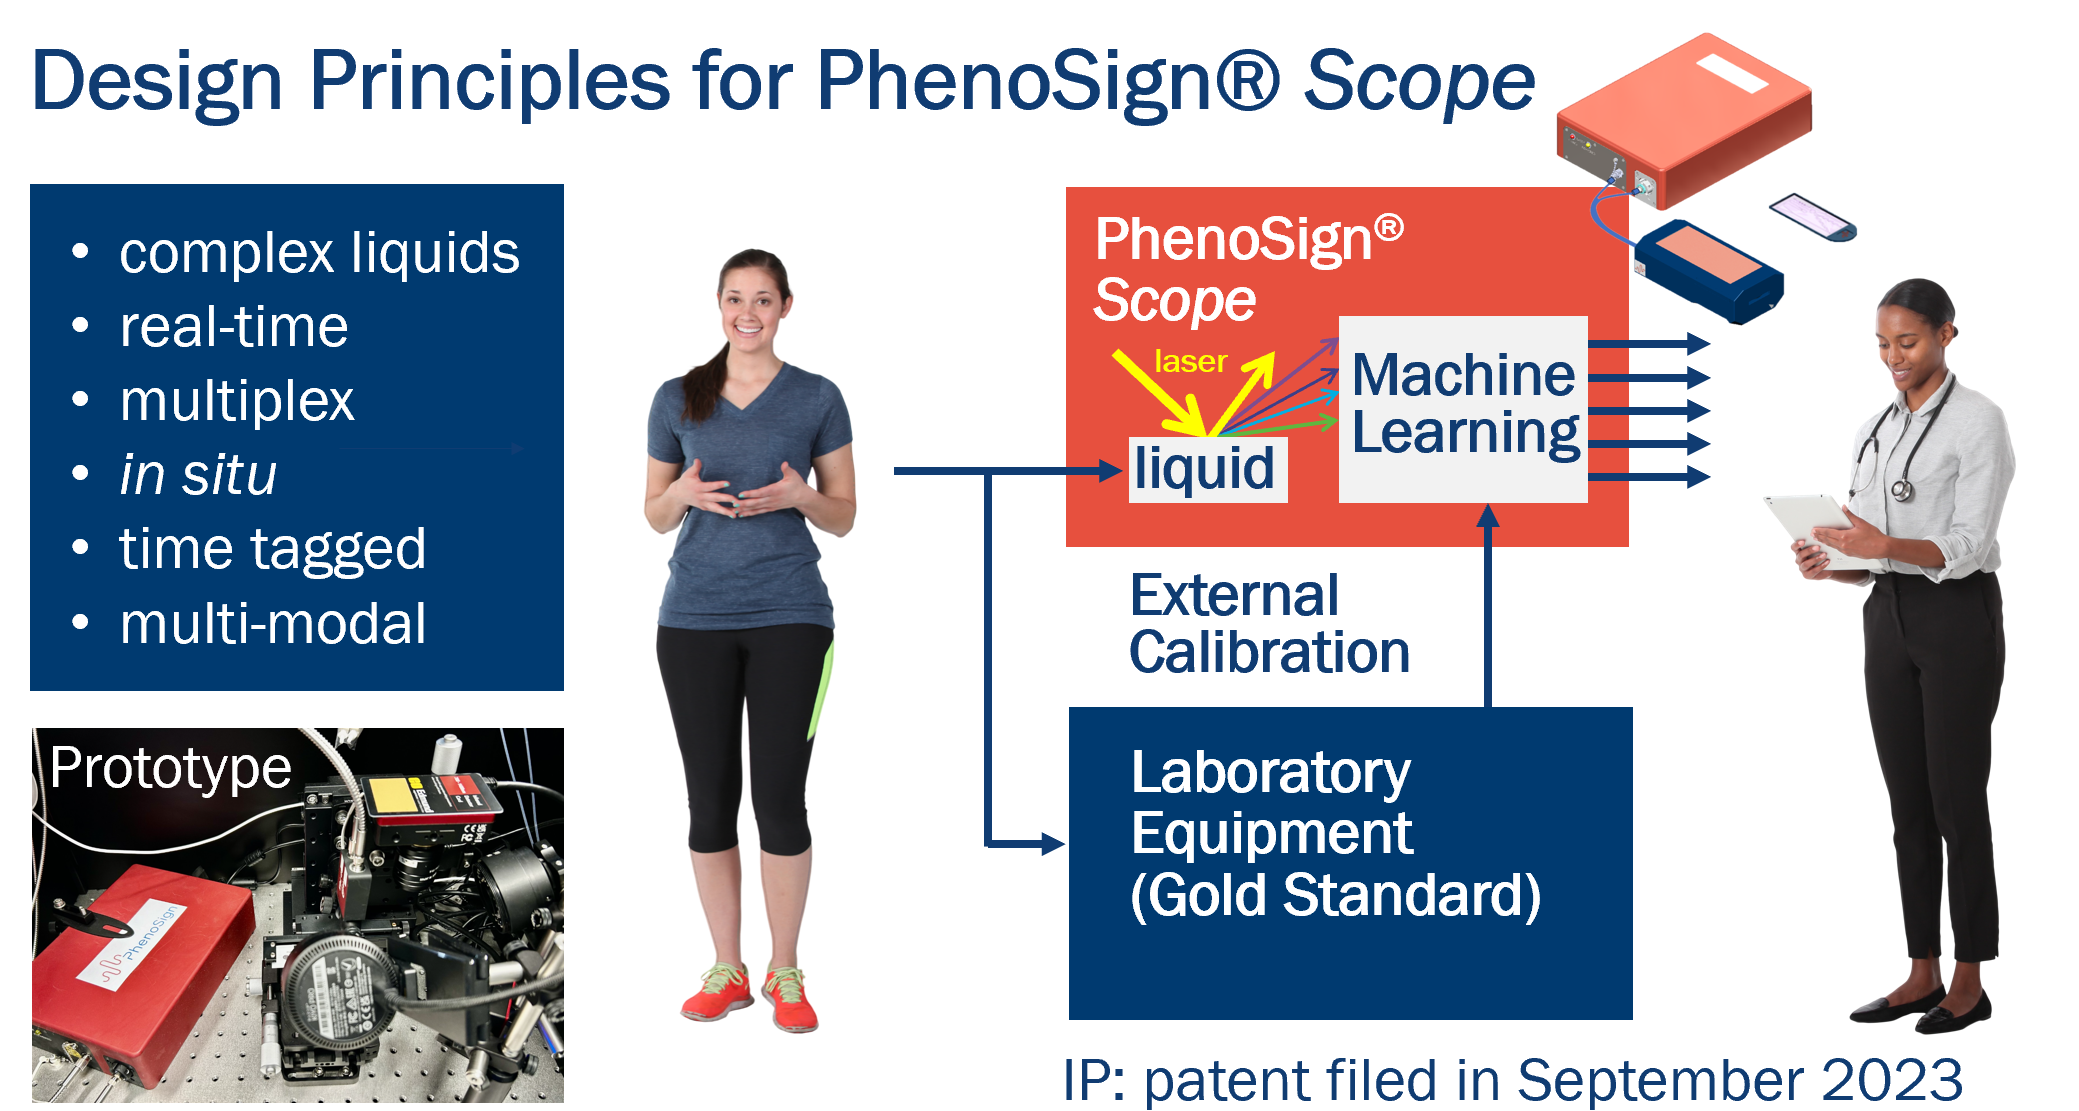 Design Principles for PhenoSign® Scope
• complex liquids
• real-time
• multiplex
• in situ
• time tagged
• multi-modal
Prototype
PhenoSign
PhenoSign®
Scope
laser
liquid
Machine
Learning
External
Calibration
Laboratory
Equipment
(Gold Standard)
IP: patent filed in September 2023